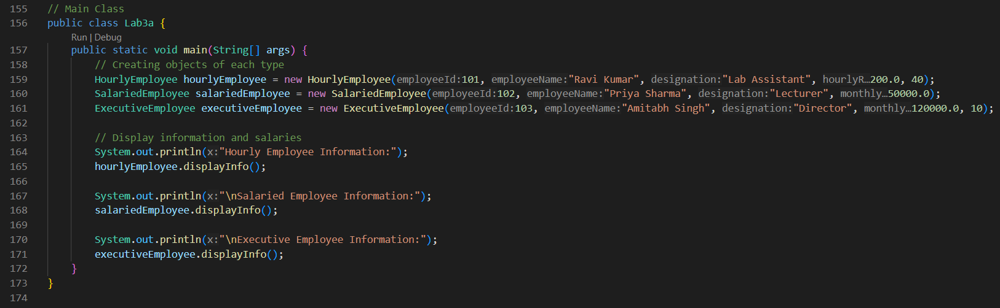 155 // Main Class
156 public class Lab3a {
Run | Debug
157 public static void main(String[] args) {
158 // Creating objects of each type
159 HourlyEmployee hourlyEmployee = new HourlyEmployee(employeeId:101, employeeName:"Ravi Kumar", designation:"Lab Assistant", hourlyR…200.0, 40);
160 SalariedEmployee salariedEmployee = new SalariedEmployee(employeeId:102, employeeName:"Priya Sharma", designation:"Lecturer", monthly…50000.0);
161 ExecutiveEmployee executiveEmployee = new ExecutiveEmployee(employeeId:103, employeeName:"Amitabh Singh", designation:"Director", monthly…120000.0, 10);
162
163 // Display information and salaries
164 System.out.println(x:"Hourly Employee Information:");
165 hourlyEmployee.displayInfo();
166
167 System.out.println(x:"\nSalaried Employee Information:");
168 salariedEmployee.displayInfo();
169
170 System.out.println(x:"\nExecutive Employee Information:");
171 executiveEmployee.displayInfo();
172 }
173 }
174